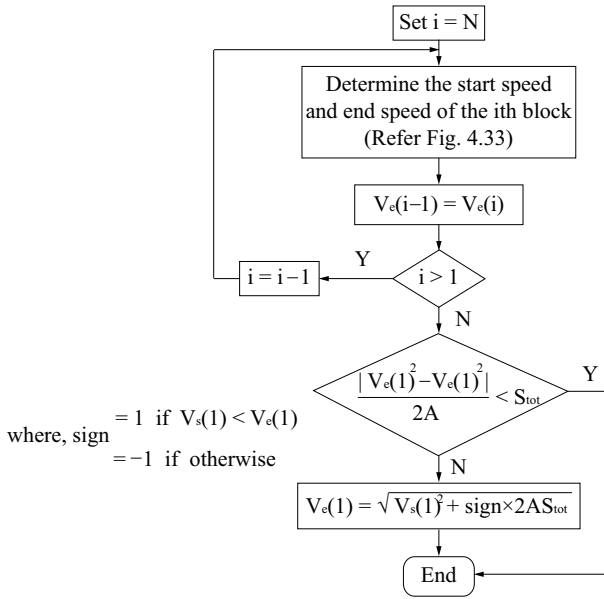 Set i = N
Determine the start speed
and end speed of the ith block
(Refer Fig. 4.33)
Vₑ(i−1) = Vₑ(i)
Y
i = i−1
i > 1
N
|Vₑ(1)²−Vₑ(1)²|
2A
< Sₜₒₜ
Y
where, sign
= 1 if Vₛ(1) < Vₑ(1)
= −1 if otherwise
N
Vₑ(1) = √Vₛ(1)² + sign×2ASₜₒₜ
End